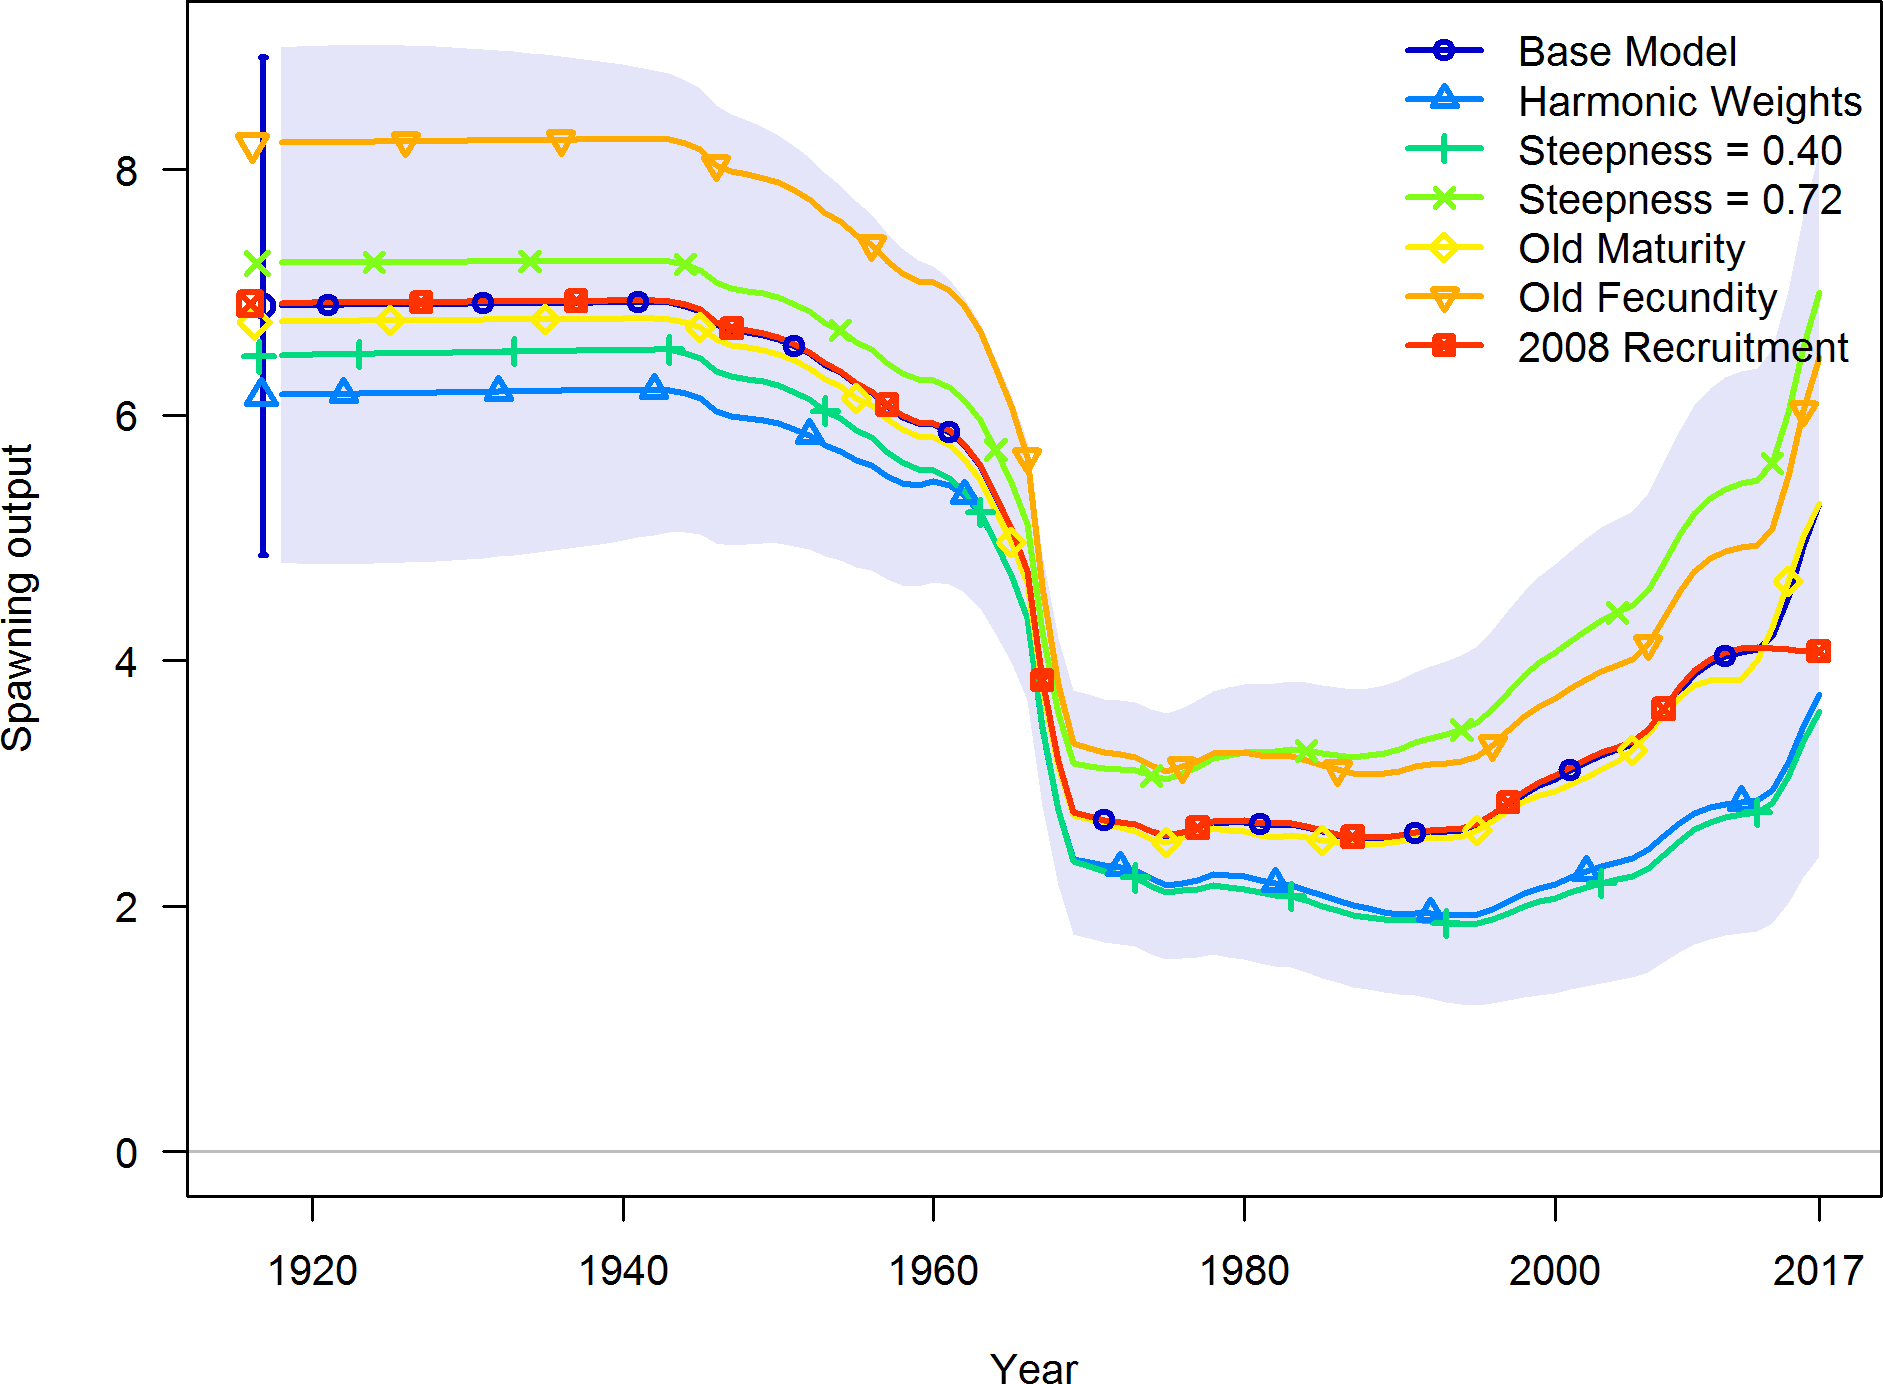 Base Model
Harmonic Weights
Steepness = 0.40
Steepness = 0.72
Old Maturity
Old Fecundity
2008 Recruitment
Spawning output
8
6
4
2
0
1920 1940 1960 1980 2000 2017
Year